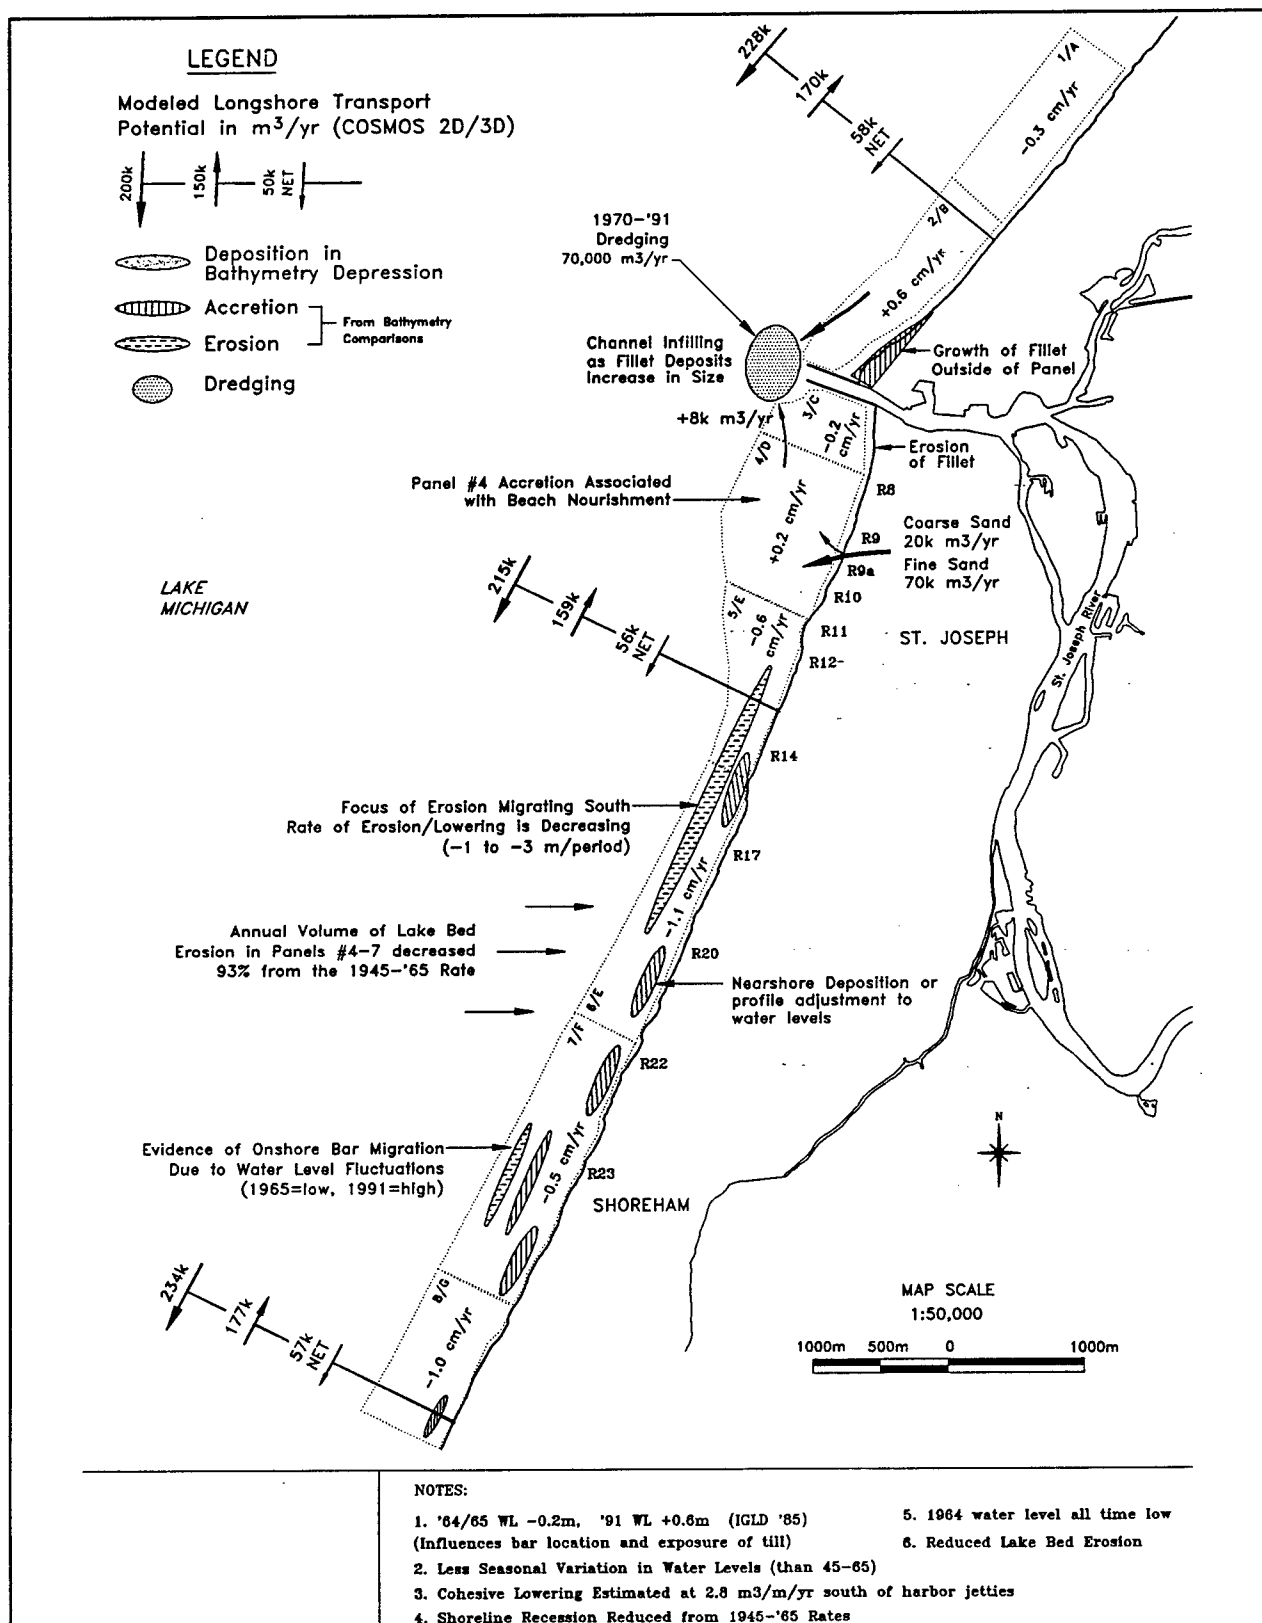 LEGEND
Modeled Longshore Transport
Potential in m³/yr (COSMOS 2D/3D)
200k
150k
50k
NET
Deposition in
Bathymetry Depression
Accretion
Erosion
From Bathymetry
Comparisons
Dredging
228k
170k
58k
NET
1/A
-0.3 cm/yr
2/B
+0.6 cm/yr
1970-'91
Dredging
70,000 m3/yr
Channel Infilling
as Fillet Deposits
Increase in Size
Growth of Fillet
Outside of Panel
+8k m3/yr
3/C
-0.2
cm/yr
Erosion
of Fillet
4/D
Panel #4 Accretion Associated
with Beach Nourishment
+0.2 cm/yr
R8
R9
R9a
R10
R11
R12-
Coarse Sand
20k m3/yr
Fine Sand
70k m3/yr
LAKE
MICHIGAN
215k
159k
56k
NET
5/E
-0.6
cm/yr
ST. JOSEPH
St. Joseph River
R14
Focus of Erosion Migrating South
Rate of Erosion/Lowering is Decreasing
(-1 to -3 m/period)
R17
-1.1 cm/yr
Annual Volume of Lake Bed
Erosion in Panels #4-7 decreased
93% from the 1945-'65 Rate
R20
6/E
Nearshore Deposition or
profile adjustment to
water levels
7/F
R22
N
Evidence of Onshore Bar Migration
Due to Water Level Fluctuations
(1965=low, 1991=high)
-0.5 cm/yr
R23
SHOREHAM
234k
177k
57k
NET
8/G
-1.0 cm/yr
MAP SCALE
1:50,000
1000m 500m 0 1000m
NOTES:
1. '64/65 WL -0.2m, '91 WL +0.6m (IGLD '85)
(Influences bar location and exposure of till)
2. Less Seasonal Variation in Water Levels (than 45-65)
3. Cohesive Lowering Estimated at 2.8 m3/m/yr south of harbor jetties
4. Shoreline Recession Reduced from 1945-'65 Rates
5. 1964 water level all time low
6. Reduced Lake Bed Erosion